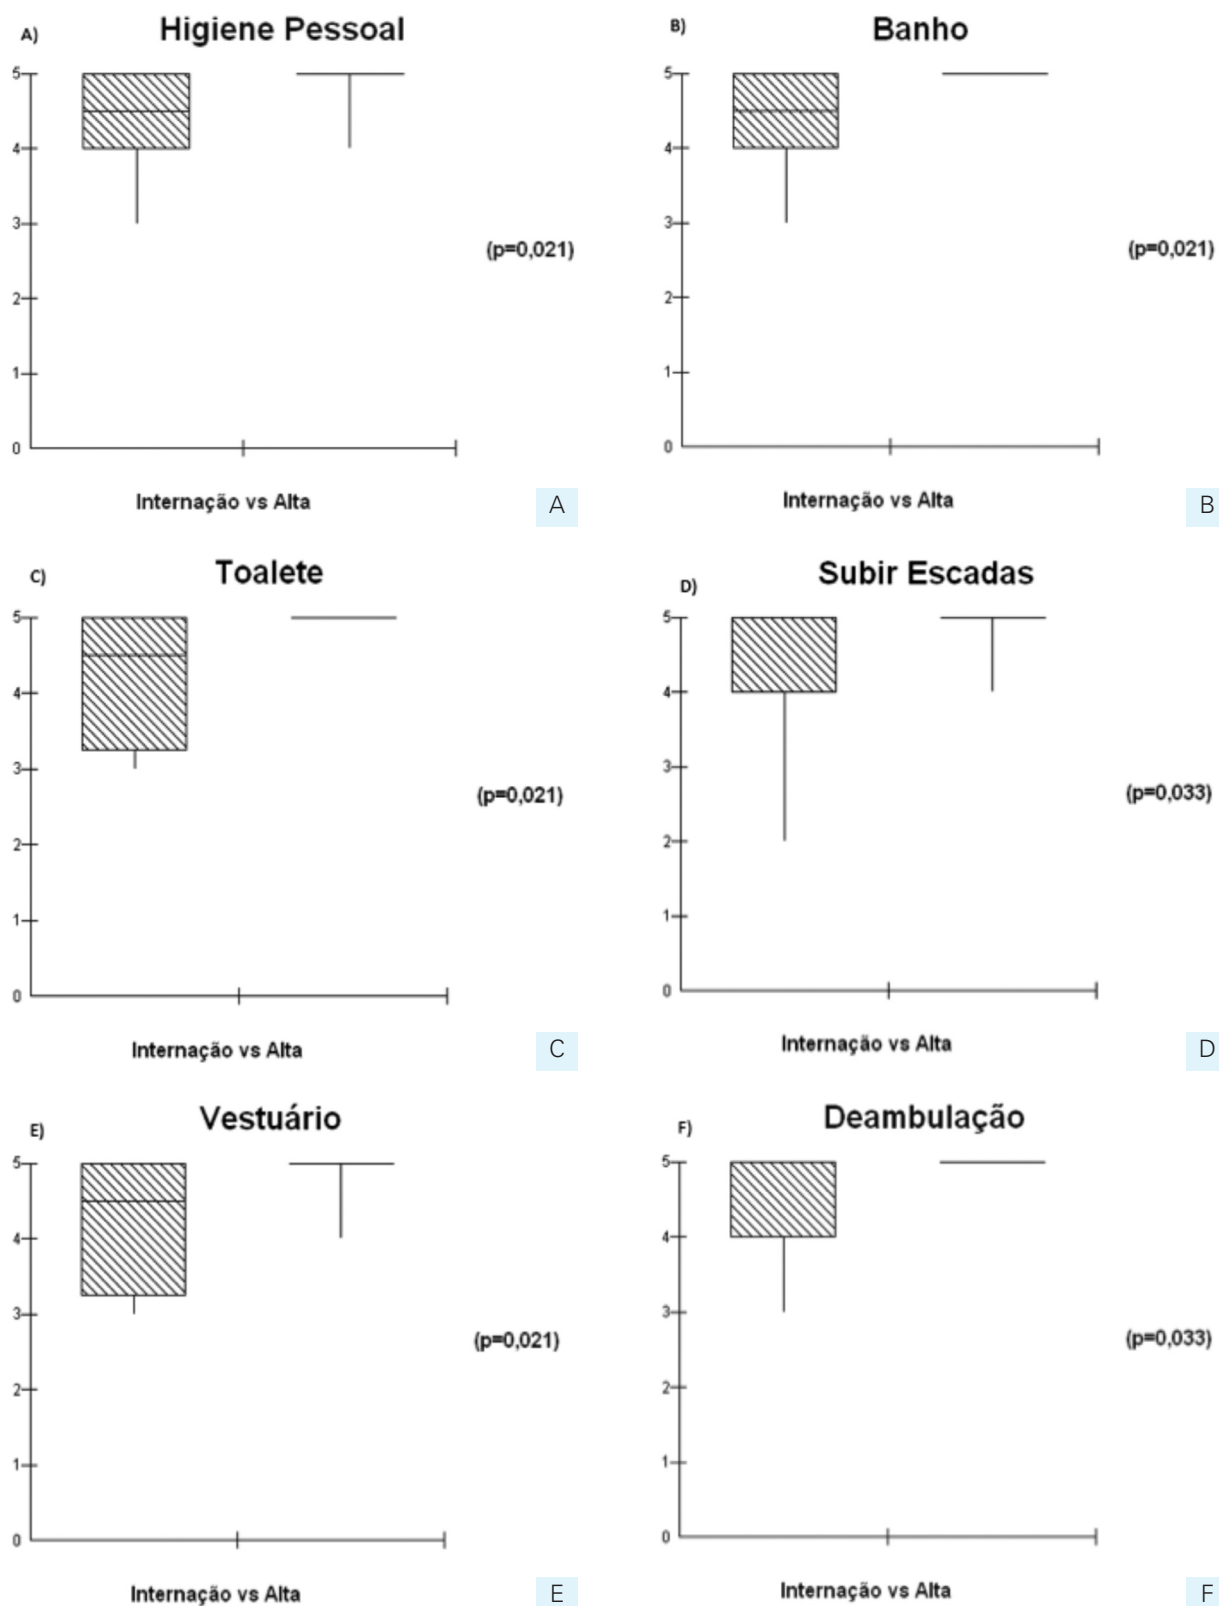 A)
Higiene Pessoal
5
4
3
2
1
0
(p=0,021)
Internação vs Alta
A
B)
Banho
5
4
3
2
1
0
(p=0,021)
Internação vs Alta
B
C)
Toalete
5
4
3
2
1
0
(p=0,021)
Internação vs Alta
C
D)
Subir Escadas
5
4
3
2
1
0
(p=0,033)
Internação vs Alta
D
E)
Vestuário
5
4
3
2
1
0
(p=0,021)
Internação vs Alta
E
F)
Deambulação
5
4
3
2
1
0
(p=0,033)
Internação vs Alta
F